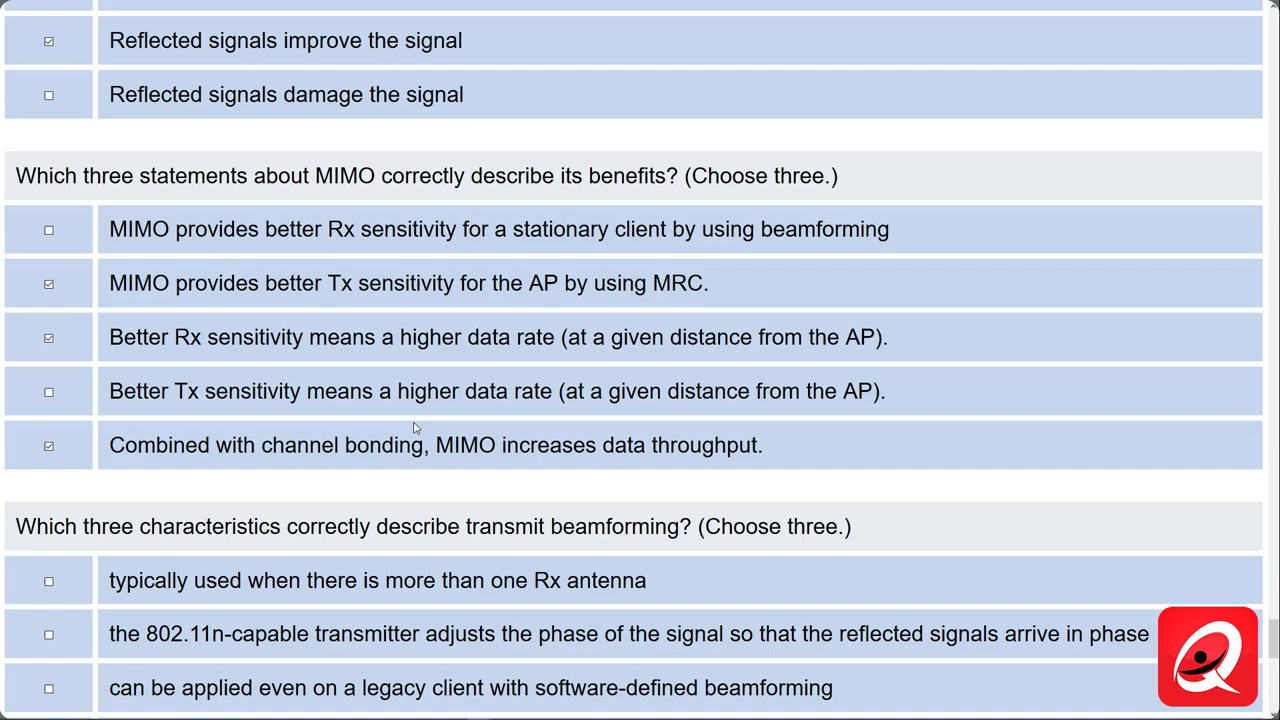 Reflected signals improve the signal
Reflected signals damage the signal
Which three statements about MIMO correctly describe its benefits? (Choose three.)
MIMO provides better Rx sensitivity for a stationary client by using beamforming
MIMO provides better Tx sensitivity for the AP by using MRC.
Better Rx sensitivity means a higher data rate (at a given distance from the AP).
Better Tx sensitivity means a higher data rate (at a given distance from the AP).
Combined with channel bonding, MIMO increases data throughput.
Which three characteristics correctly describe transmit beamforming? (Choose three.)
typically used when there is more than one Rx antenna
the 802.11n-capable transmitter adjusts the phase of the signal so that the reflected signals arrive in phase
can be applied even on a legacy client with software-defined beamforming